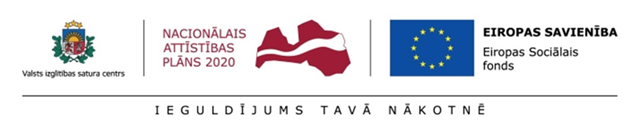 Valsts izglītības satura centrs
NACIONĀLAIS
ATTĪSTĪBAS
PLĀNS 2020
EIROPAS SAVIENĪBA
Eiropas Sociālais
fonds
IEGULDĪJUMS TAVĀ NĀKOTNĒ